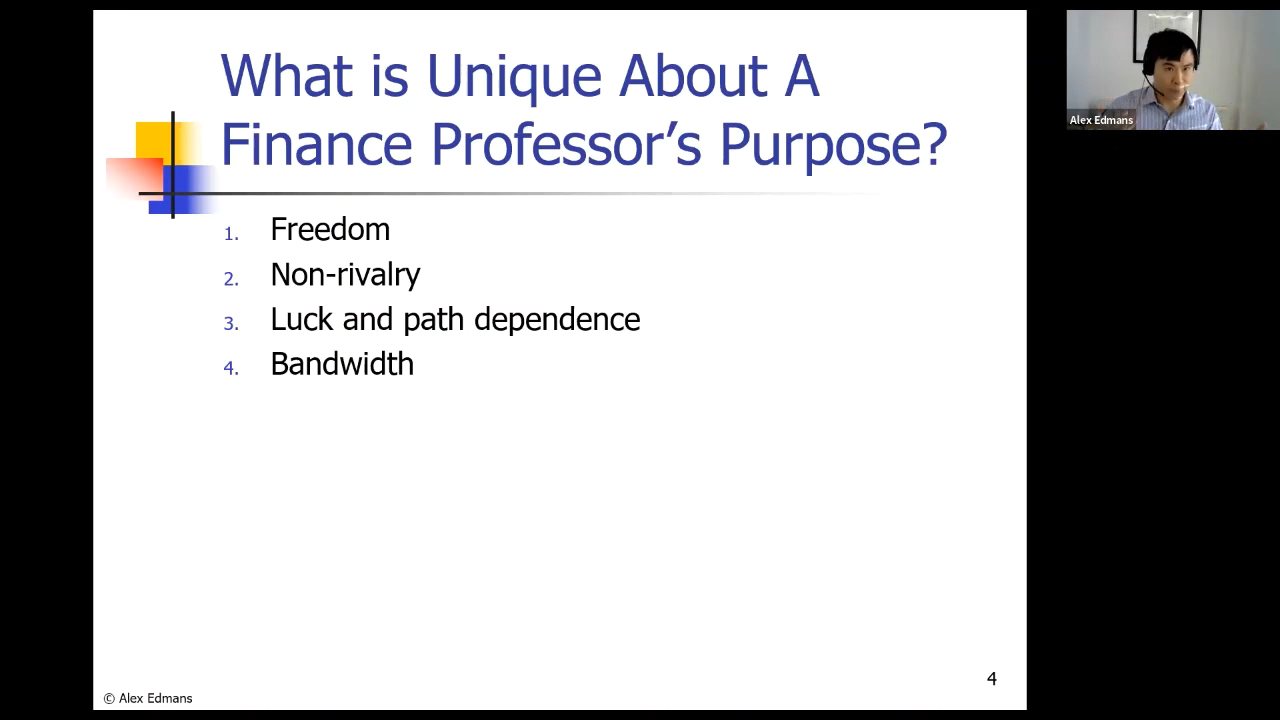 What is Unique About A
Finance Professor’s Purpose?
1. Freedom
2. Non-rivalry
3. Luck and path dependence
4. Bandwidth
4
© Alex Edmans
Alex Edmans